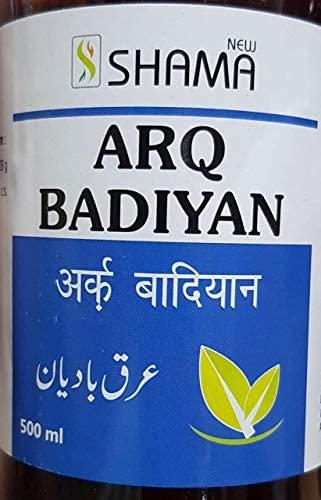 NEW
SHAMA
ARQ
BADIYAN
अर्क़ बादियान
عرق بادیان
500 ml